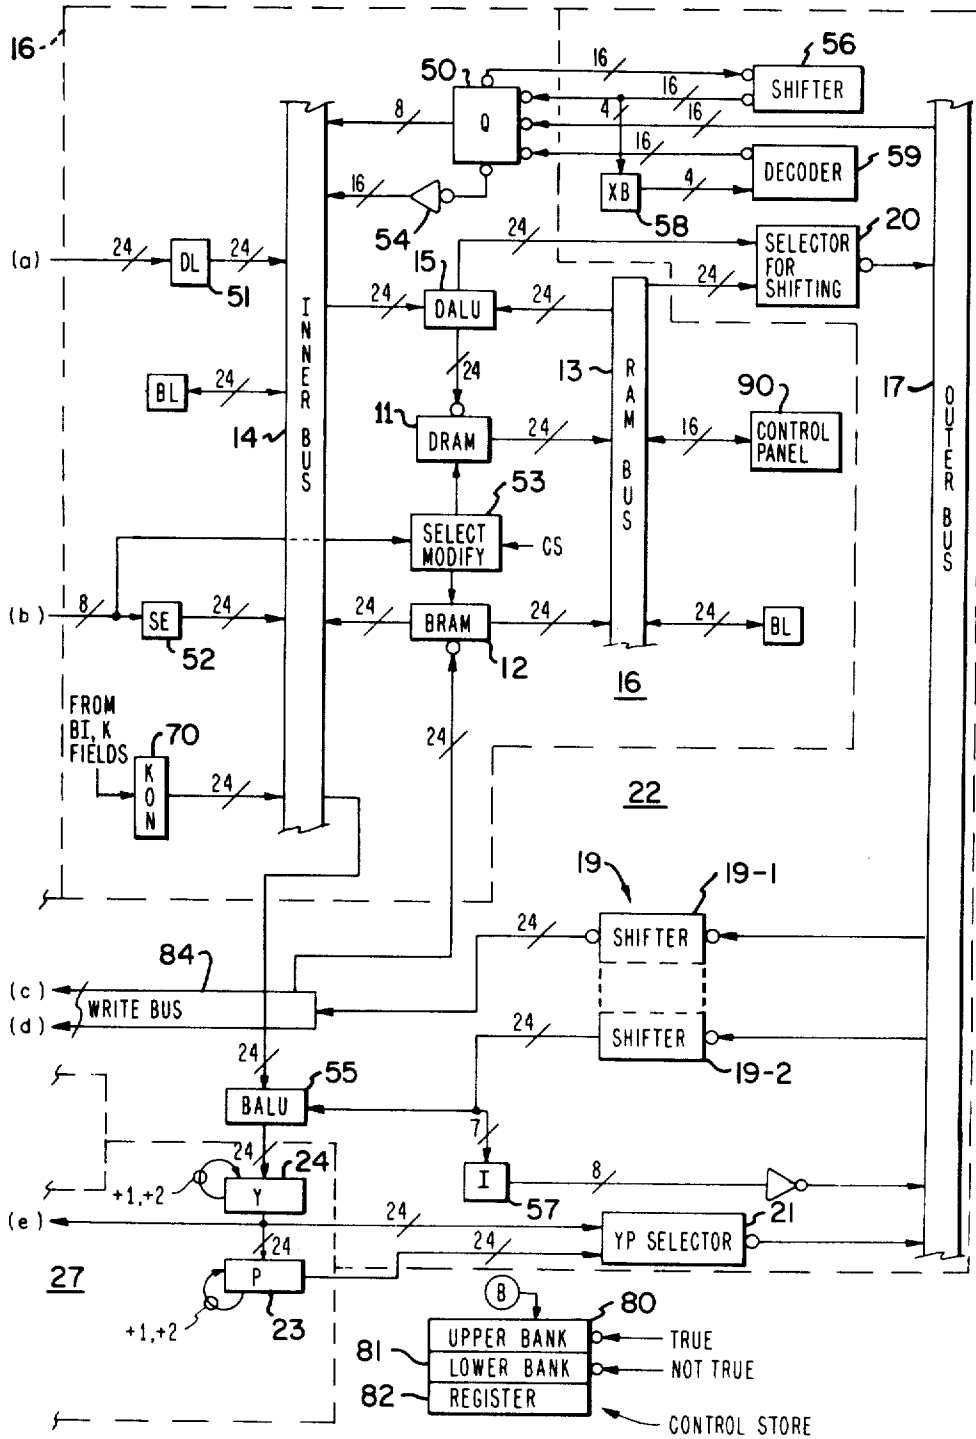 16
50
16
56
SHIFTER
16
16
4
Q
8
16
16
DECODER
59
XB
4
58
16
54
20
SELECTOR
FOR
SHIFTING
24
24
(a)
24
DL
24
51
15
24
DALU
24
INNER BUS
14
24
RAM BUS
13
17
OUTER BUS
BL
24
11
DRAM
24
90
16
CONTROL
PANEL
53
SELECT
MODIFY
CS
(b)
8
SE
24
52
24
BRAM
24
12
24
BL
16
FROM
BI, K
FIELDS
70
KON
24
24
22
19
19-1
24
SHIFTER
84
(c)
WRITE BUS
(d)
24
SHIFTER
19-2
24
55
BALU
7
24
24
Y
+1,+2
I
57
8
(e)
24
21
YP SELECTOR
24
24
P
23
27
+1,+2
B
80
UPPER BANK
TRUE
81
LOWER BANK
NOT TRUE
82
REGISTER
CONTROL STORE